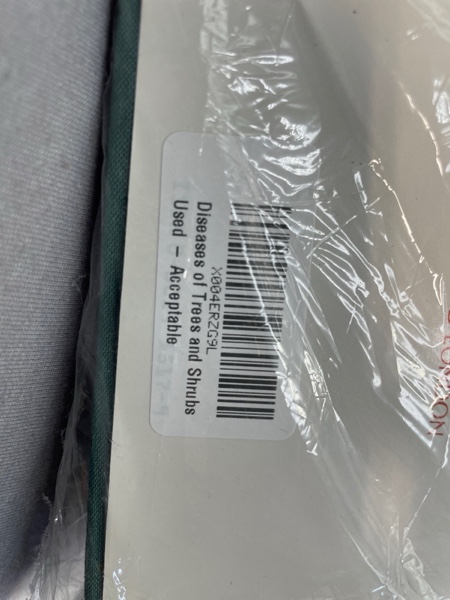 X004ERZG9L
Diseases of Trees and Shrubs
Used - Acceptable